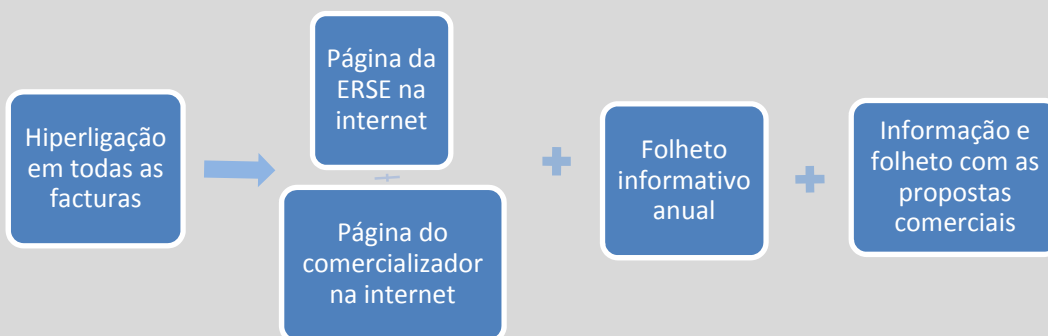 Hiperligação
em todas as
facturas
Página da
ERSE na
internet
Página do
comercializador
na internet
Folheto
informativo
anual
Informação e
folheto com as
propostas
comerciais